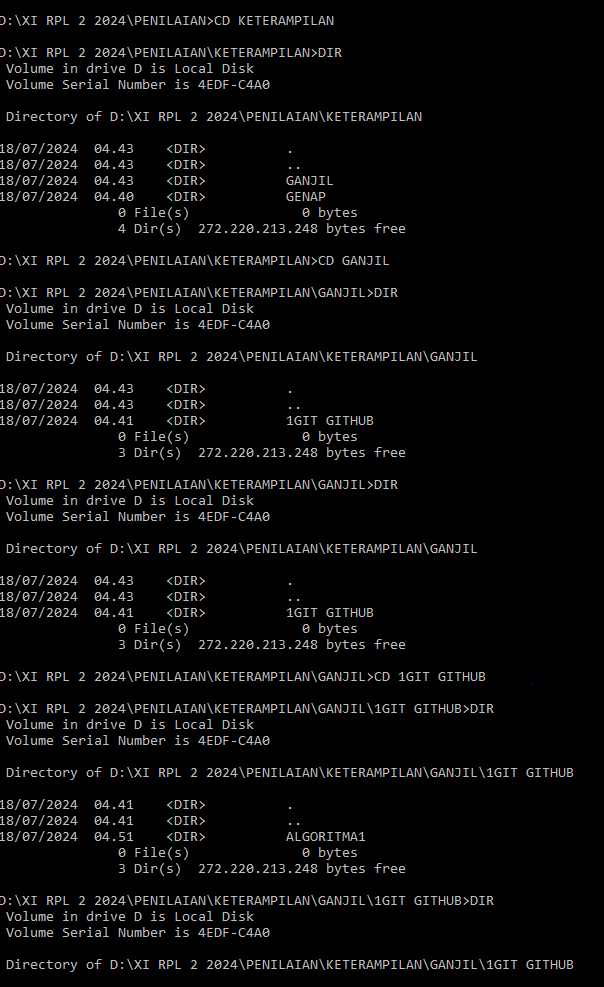 D:\XI RPL 2 2024\PENILAIAN>CD KETERAMPILAN
D:\XI RPL 2 2024\PENILAIAN\KETERAMPILAN>DIR
Volume in drive D is Local Disk
Volume Serial Number is 4EDF-C4A0
Directory of D:\XI RPL 2 2024\PENILAIAN\KETERAMPILAN
18/07/2024  04.43    <DIR>          .
18/07/2024  04.43    <DIR>          ..
18/07/2024  04.43    <DIR>          GANJIL
18/07/2024  04.40    <DIR>          GENAP
0 File(s)              0 bytes
4 Dir(s)  272.220.213.248 bytes free
D:\XI RPL 2 2024\PENILAIAN\KETERAMPILAN>CD GANJIL
D:\XI RPL 2 2024\PENILAIAN\KETERAMPILAN\GANJIL>DIR
Volume in drive D is Local Disk
Volume Serial Number is 4EDF-C4A0
Directory of D:\XI RPL 2 2024\PENILAIAN\KETERAMPILAN\GANJIL
18/07/2024  04.43    <DIR>          .
18/07/2024  04.43    <DIR>          ..
18/07/2024  04.41    <DIR>          1GIT GITHUB
0 File(s)              0 bytes
3 Dir(s)  272.220.213.248 bytes free
D:\XI RPL 2 2024\PENILAIAN\KETERAMPILAN\GANJIL>DIR
Volume in drive D is Local Disk
Volume Serial Number is 4EDF-C4A0
Directory of D:\XI RPL 2 2024\PENILAIAN\KETERAMPILAN\GANJIL
18/07/2024  04.43    <DIR>          .
18/07/2024  04.43    <DIR>          ..
18/07/2024  04.41    <DIR>          1GIT GITHUB
0 File(s)              0 bytes
3 Dir(s)  272.220.213.248 bytes free
D:\XI RPL 2 2024\PENILAIAN\KETERAMPILAN\GANJIL>CD 1GIT GITHUB
D:\XI RPL 2 2024\PENILAIAN\KETERAMPILAN\GANJIL\1GIT GITHUB>DIR
Volume in drive D is Local Disk
Volume Serial Number is 4EDF-C4A0
Directory of D:\XI RPL 2 2024\PENILAIAN\KETERAMPILAN\GANJIL\1GIT GITHUB
18/07/2024  04.41    <DIR>          .
18/07/2024  04.41    <DIR>          ..
18/07/2024  04.51    <DIR>          ALGORITMA1
0 File(s)              0 bytes
3 Dir(s)  272.220.213.248 bytes free
D:\XI RPL 2 2024\PENILAIAN\KETERAMPILAN\GANJIL\1GIT GITHUB>DIR
Volume in drive D is Local Disk
Volume Serial Number is 4EDF-C4A0
Directory of D:\XI RPL 2 2024\PENILAIAN\KETERAMPILAN\GANJIL\1GIT GITHUB